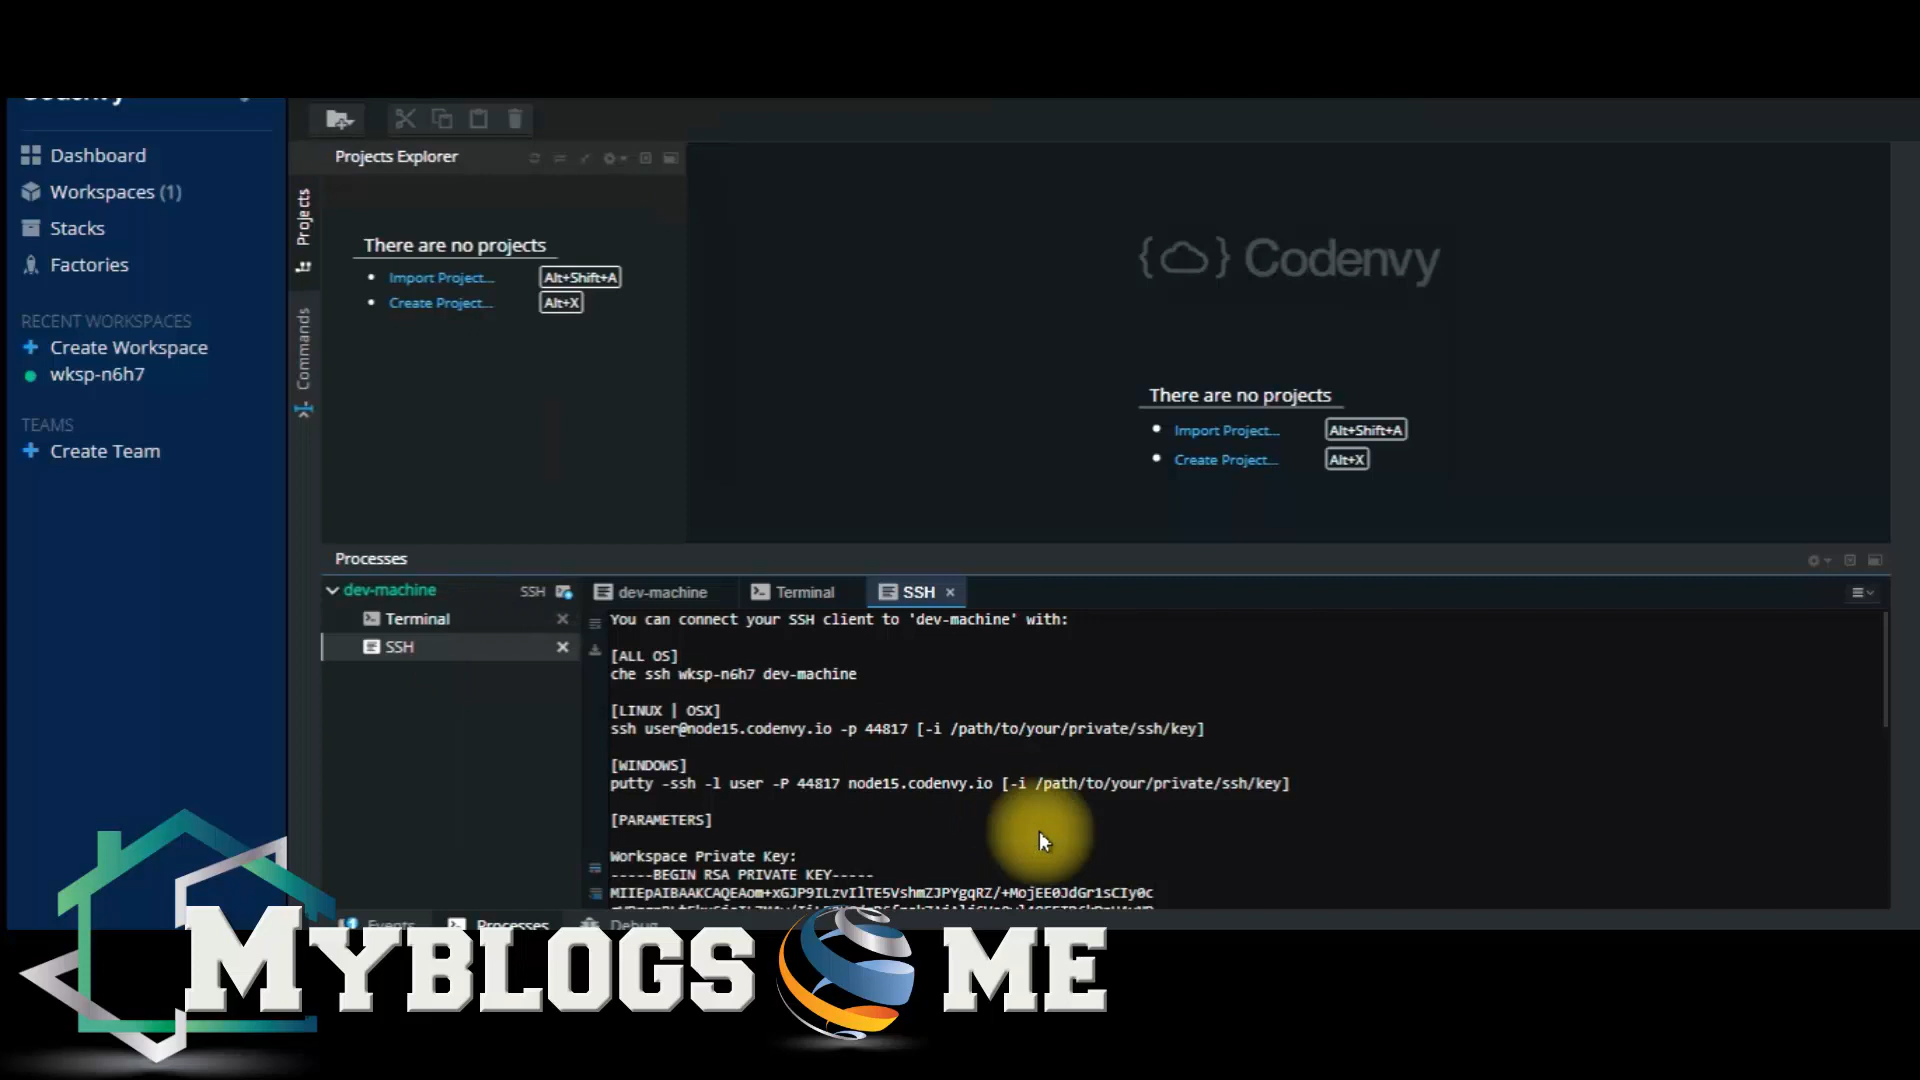 Codenvy
Dashboard
Workspaces (1)
Stacks
Factories
RECENT WORKSPACES
Create Workspace
wksp-n6h7
TEAMS
Create Team
Projects
Commands
Projects Explorer
There are no projects
Import Project... Alt+Shift+A
Create Project... Alt+X
{ } Codenvy
There are no projects
Import Project... Alt+Shift+A
Create Project... Alt+X
Processes
dev-machine SSH
Terminal
SSH
dev-machine Terminal SSH
You can connect your SSH client to 'dev-machine' with:
[ALL OS]
che ssh wksp-n6h7 dev-machine
[LINUX | OSX]
ssh user@node15.codenvy.io -p 44817 [-i /path/to/your/private/ssh/key]
[WINDOWS]
putty -ssh -l user -P 44817 node15.codenvy.io [-i /path/to/your/private/ssh/key]
[PARAMETERS]
Workspace Private Key:
-----BEGIN RSA PRIVATE KEY-----
MIIEpAIBAAKCAQEAom+xGJP9ILzvIlTE5VshmZJPYgqRZ/+MojEE0JdGr1sCIy0c
Events Processes Debug
MYBLOGS ME